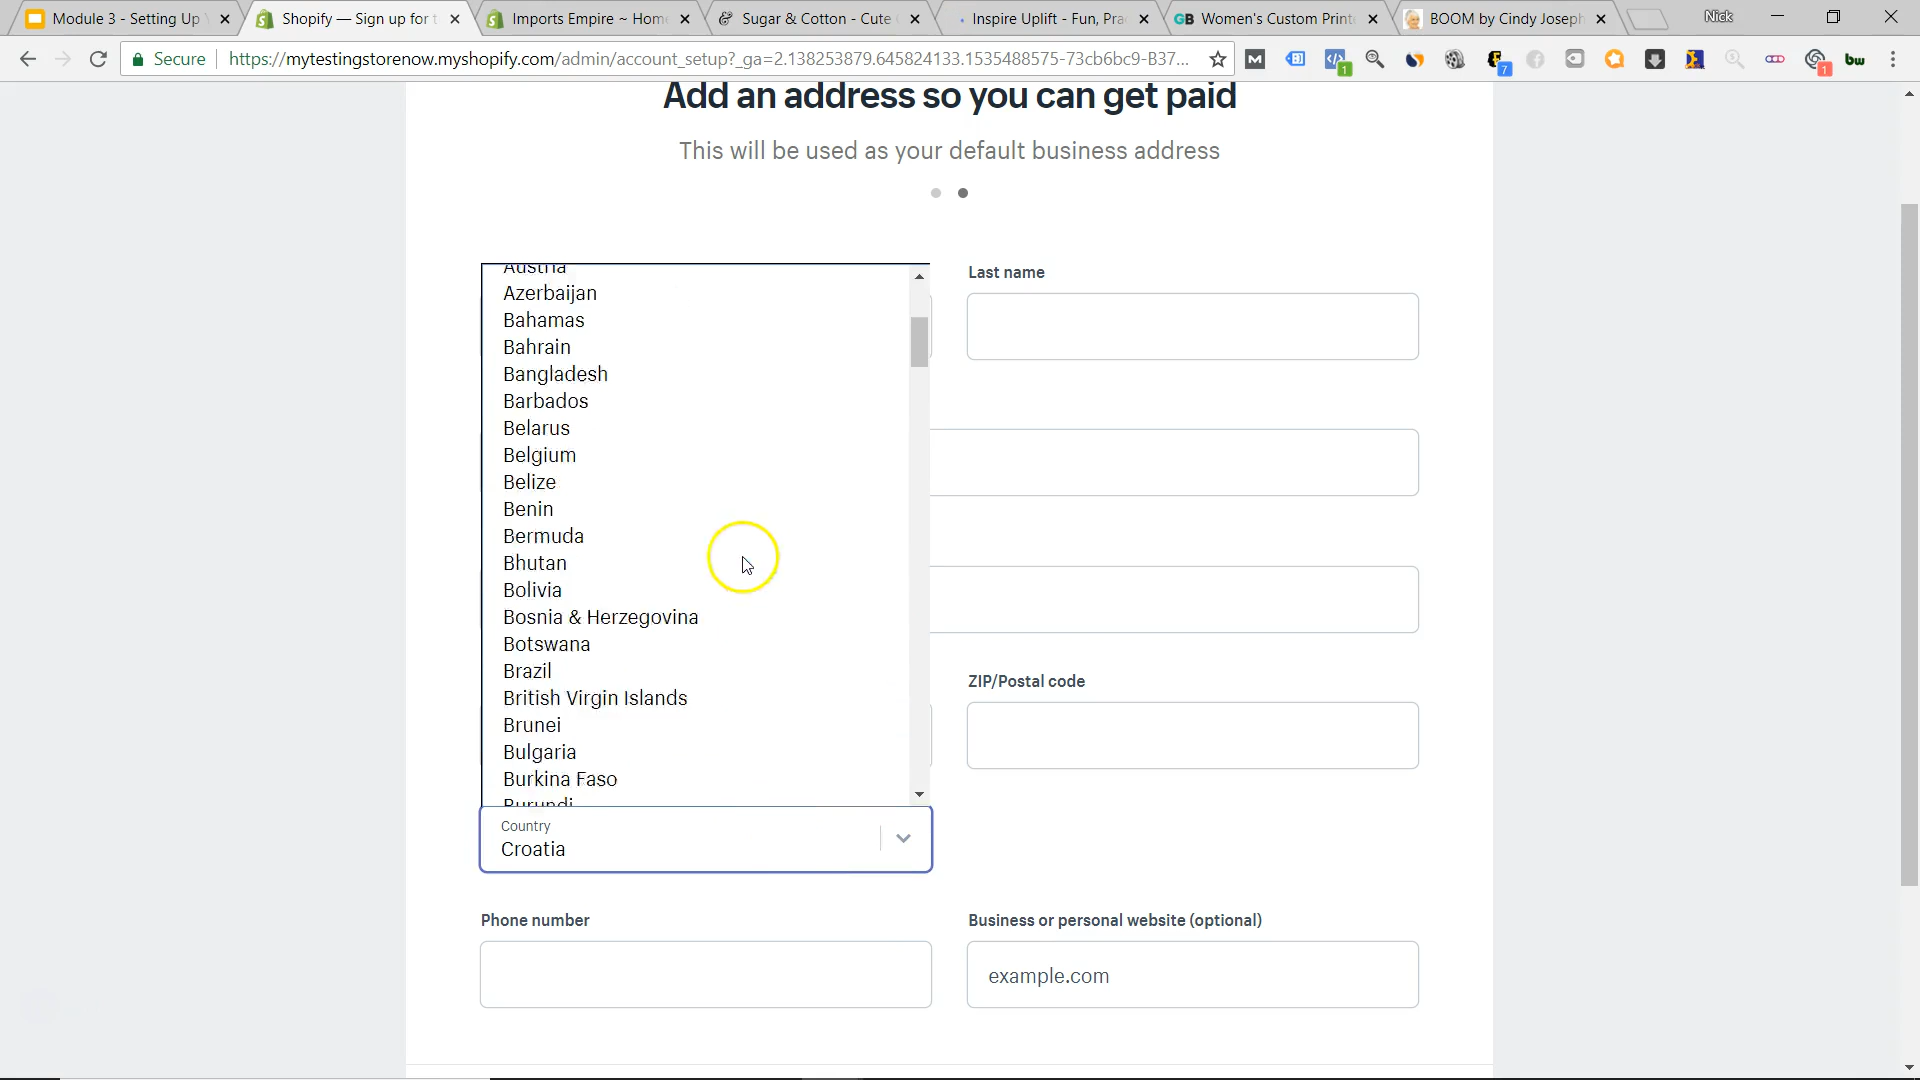 Module 3 - Setting Up Y
Shopify — Sign up for t
Imports Empire ~ Home
Sugar & Cotton - Cute
Inspire Uplift - Fun, Prac
Women's Custom Print
BOOM by Cindy Joseph
Nick
Secure
https://mytestingstorenow.myshopify.com/admin/account_setup?_ga=2.138253879.645824133.1535488575-73cb6bc9-B37...
Add an address so you can get paid
This will be used as your default business address
Last name
Austria
Azerbaijan
Bahamas
Bahrain
Bangladesh
Barbados
Belarus
Belgium
Belize
Benin
Bermuda
Bhutan
Bolivia
Bosnia & Herzegovina
Botswana
Brazil
British Virgin Islands
Brunei
Bulgaria
Burkina Faso
Burundi
ZIP/Postal code
Country
Croatia
Phone number
Business or personal website (optional)
example.com